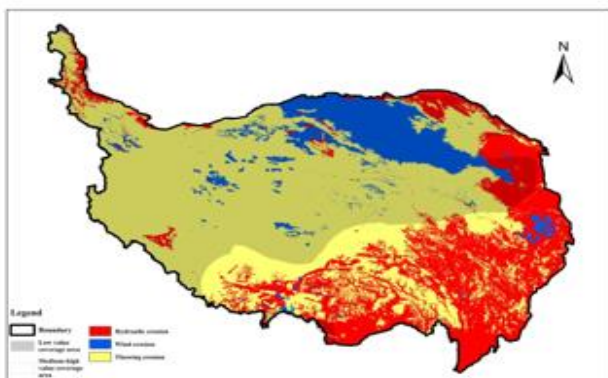 N
Legend
Boundary
Low value
coverage area
Medium-high
value coverage
area
Hydraulic erosion
Wind erosion
Thawing erosion